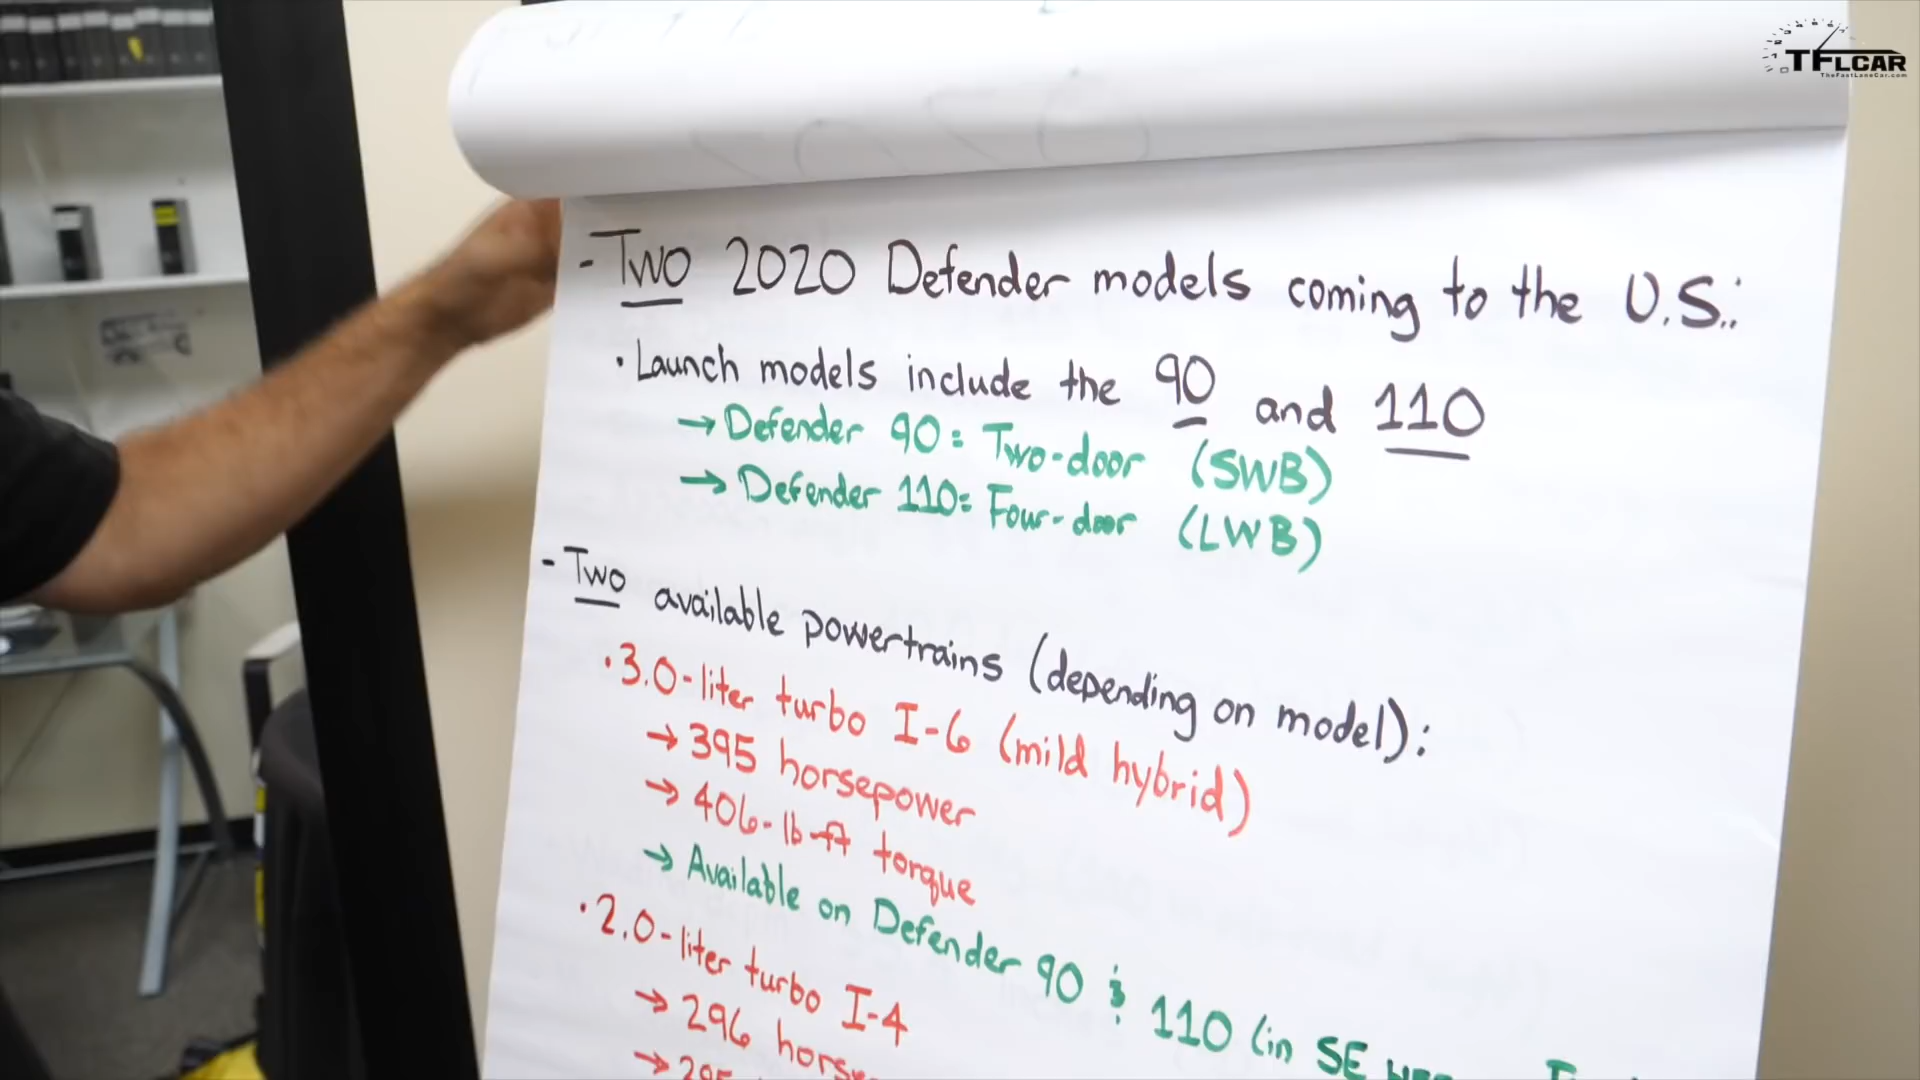 TFLCAR
TheFastLaneCar.com
- Two 2020 Defender models coming to the U.S.:
• Launch models include the 90 and 110
→ Defender 90 = Two-door (SWB)
→ Defender 110 = Four-door (LWB)
- Two available powertrains (depending on model):
• 3.0-liter turbo I-6 (mild hybrid)
→ 395 horsepower
→ 406-lb-ft torque
→ Available on Defender 90 & 110 (in SE
• 2.0-liter turbo I-4
→ 296
→ 295